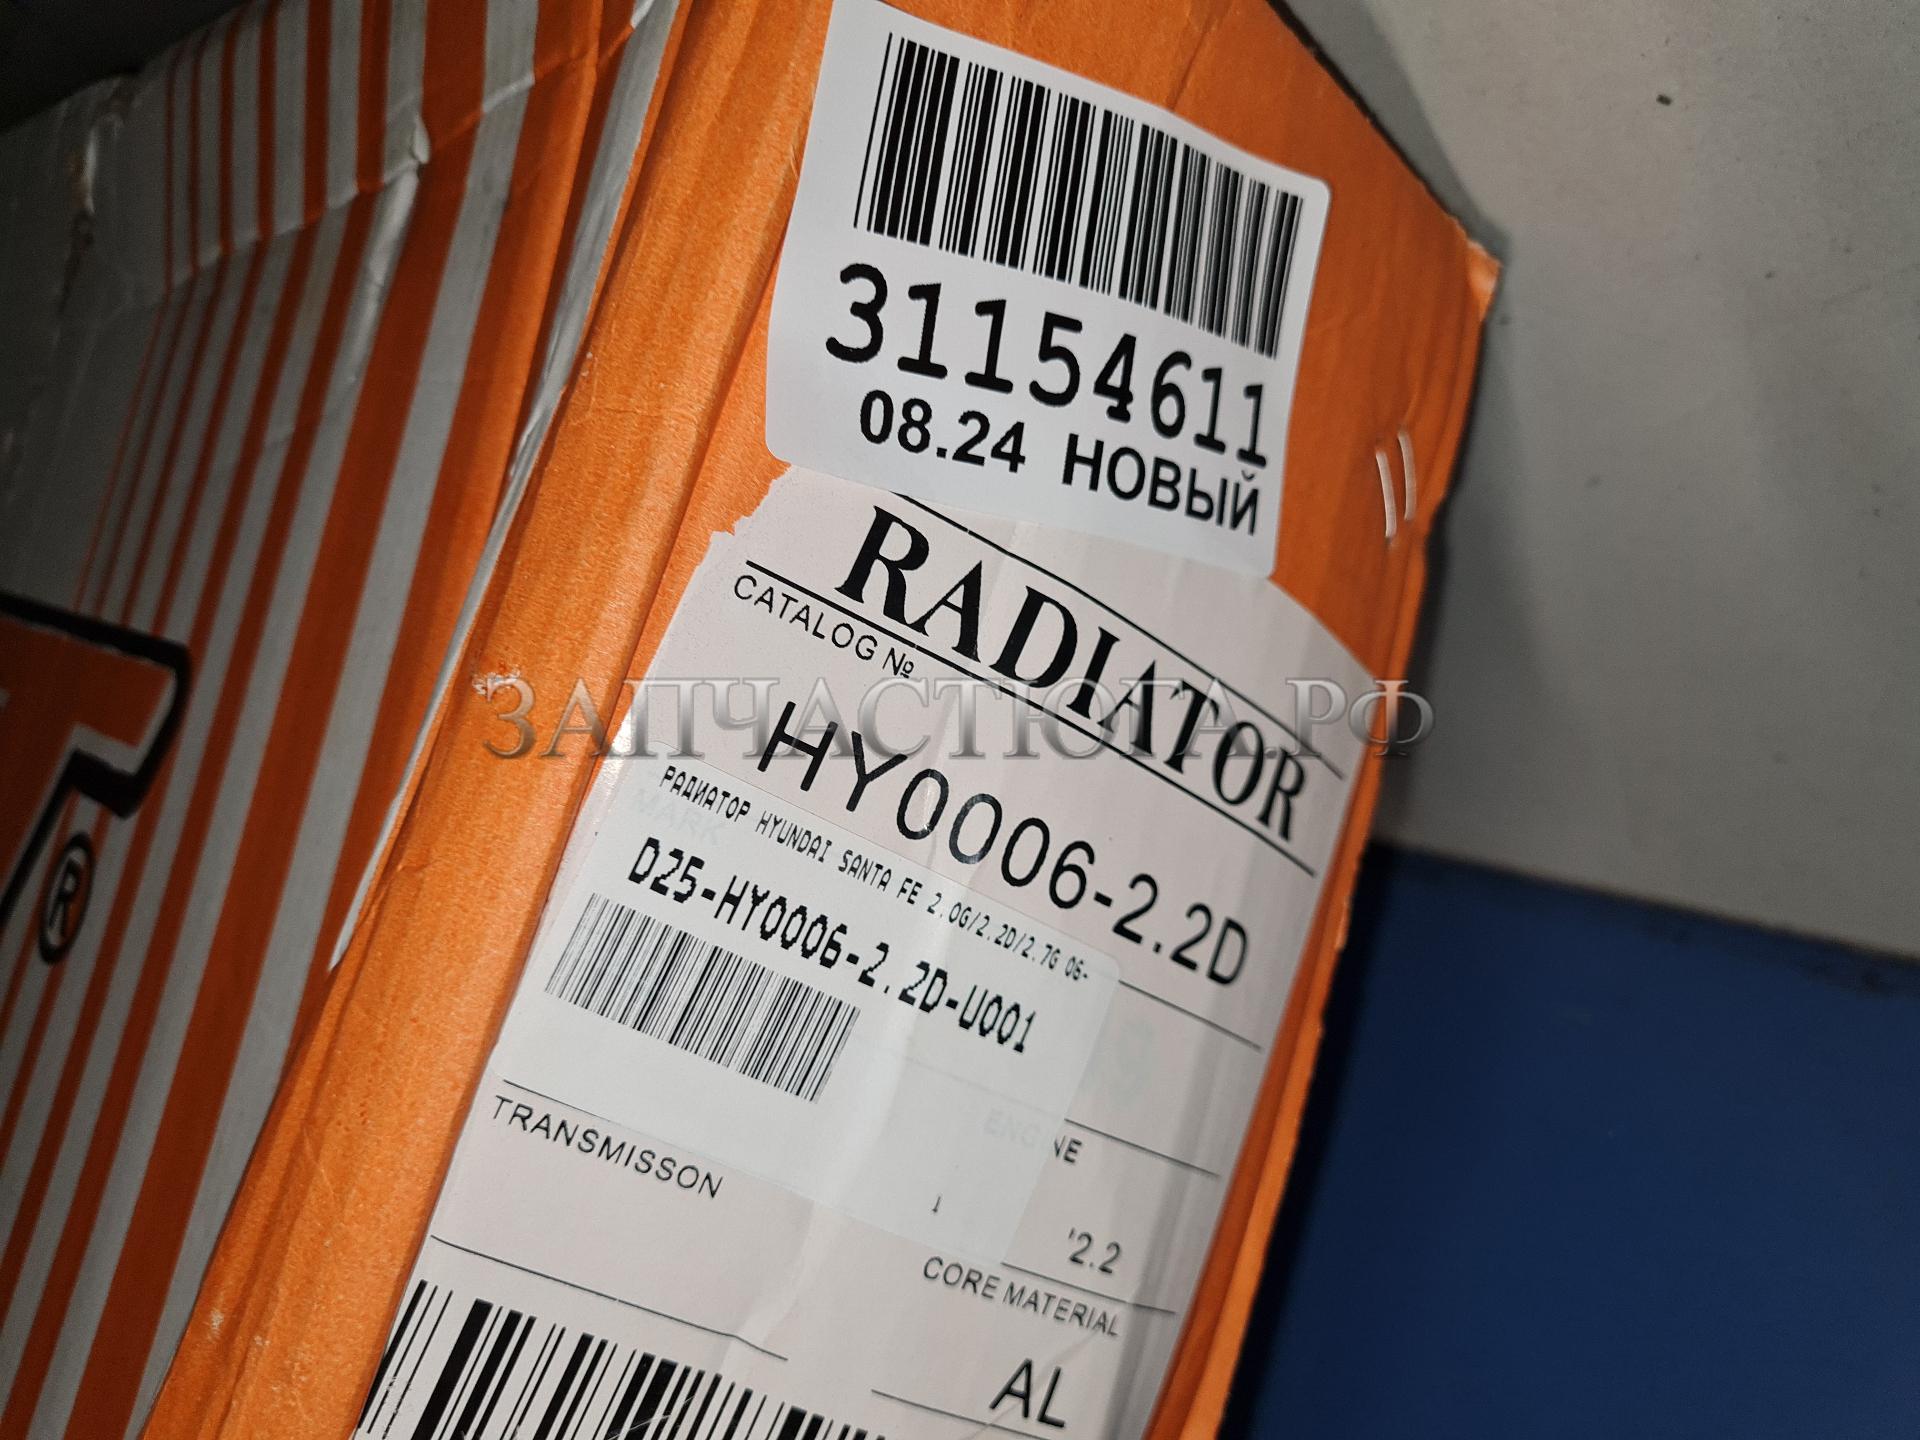 31154611
08.24 НОВЫЙ
RADIATOR
CATALOG №
HY0006-2.2D
ЗАПЧАСТЮГА.РФ
MARK
РАДИАТОР HYUNDAI SANTA FE 2.0G/2.2D/2.7G 06-
D25-HY0006-2.2D-U001
ENGINE
'2.2
TRANSMISSON
CORE MATERIAL
AL
®